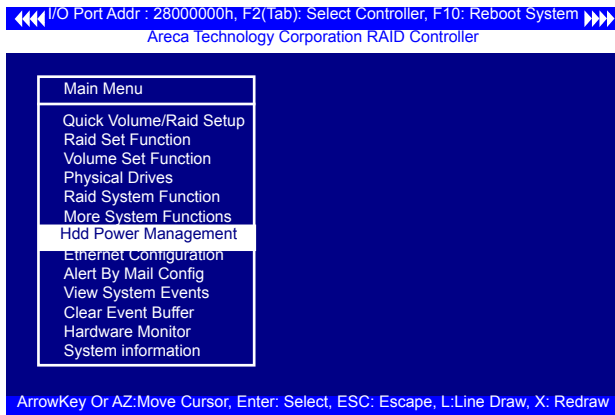 I/O Port Addr : 28000000h, F2(Tab): Select Controller, F10: Reboot System
Areca Technology Corporation RAID Controller
Main Menu
Quick Volume/Raid Setup
Raid Set Function
Volume Set Function
Physical Drives
Raid System Function
More System Functions
Hdd Power Management
Ethernet Configuration
Alert By Mail Config
View System Events
Clear Event Buffer
Hardware Monitor
System information
ArrowKey Or AZ:Move Cursor, Enter: Select, ESC: Escape, L:Line Draw, X: Redraw